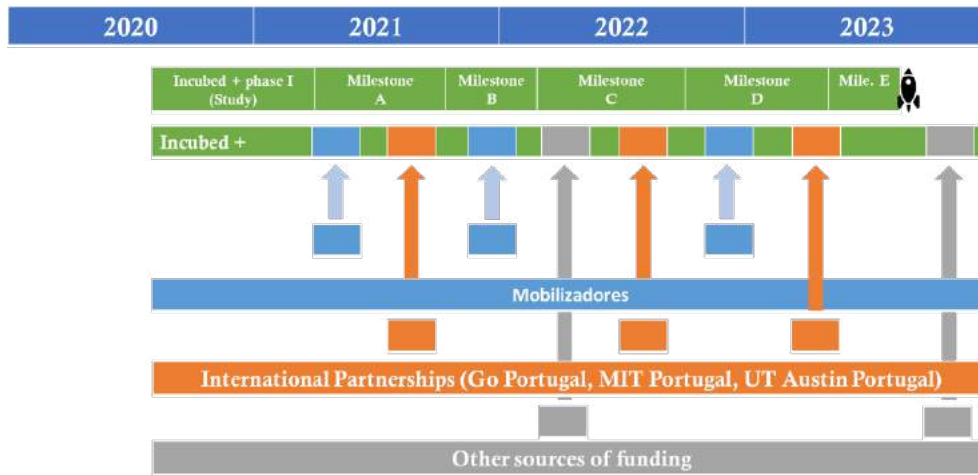 2020 2021 2022 2023
Incubed + phase I Milestone Milestone Milestone Milestone Mile. E
(Study) A B C D
Incubed +
Mobilizadores
International Partnerships (Go Portugal, MIT Portugal, UT Austin Portugal)
Other sources of funding